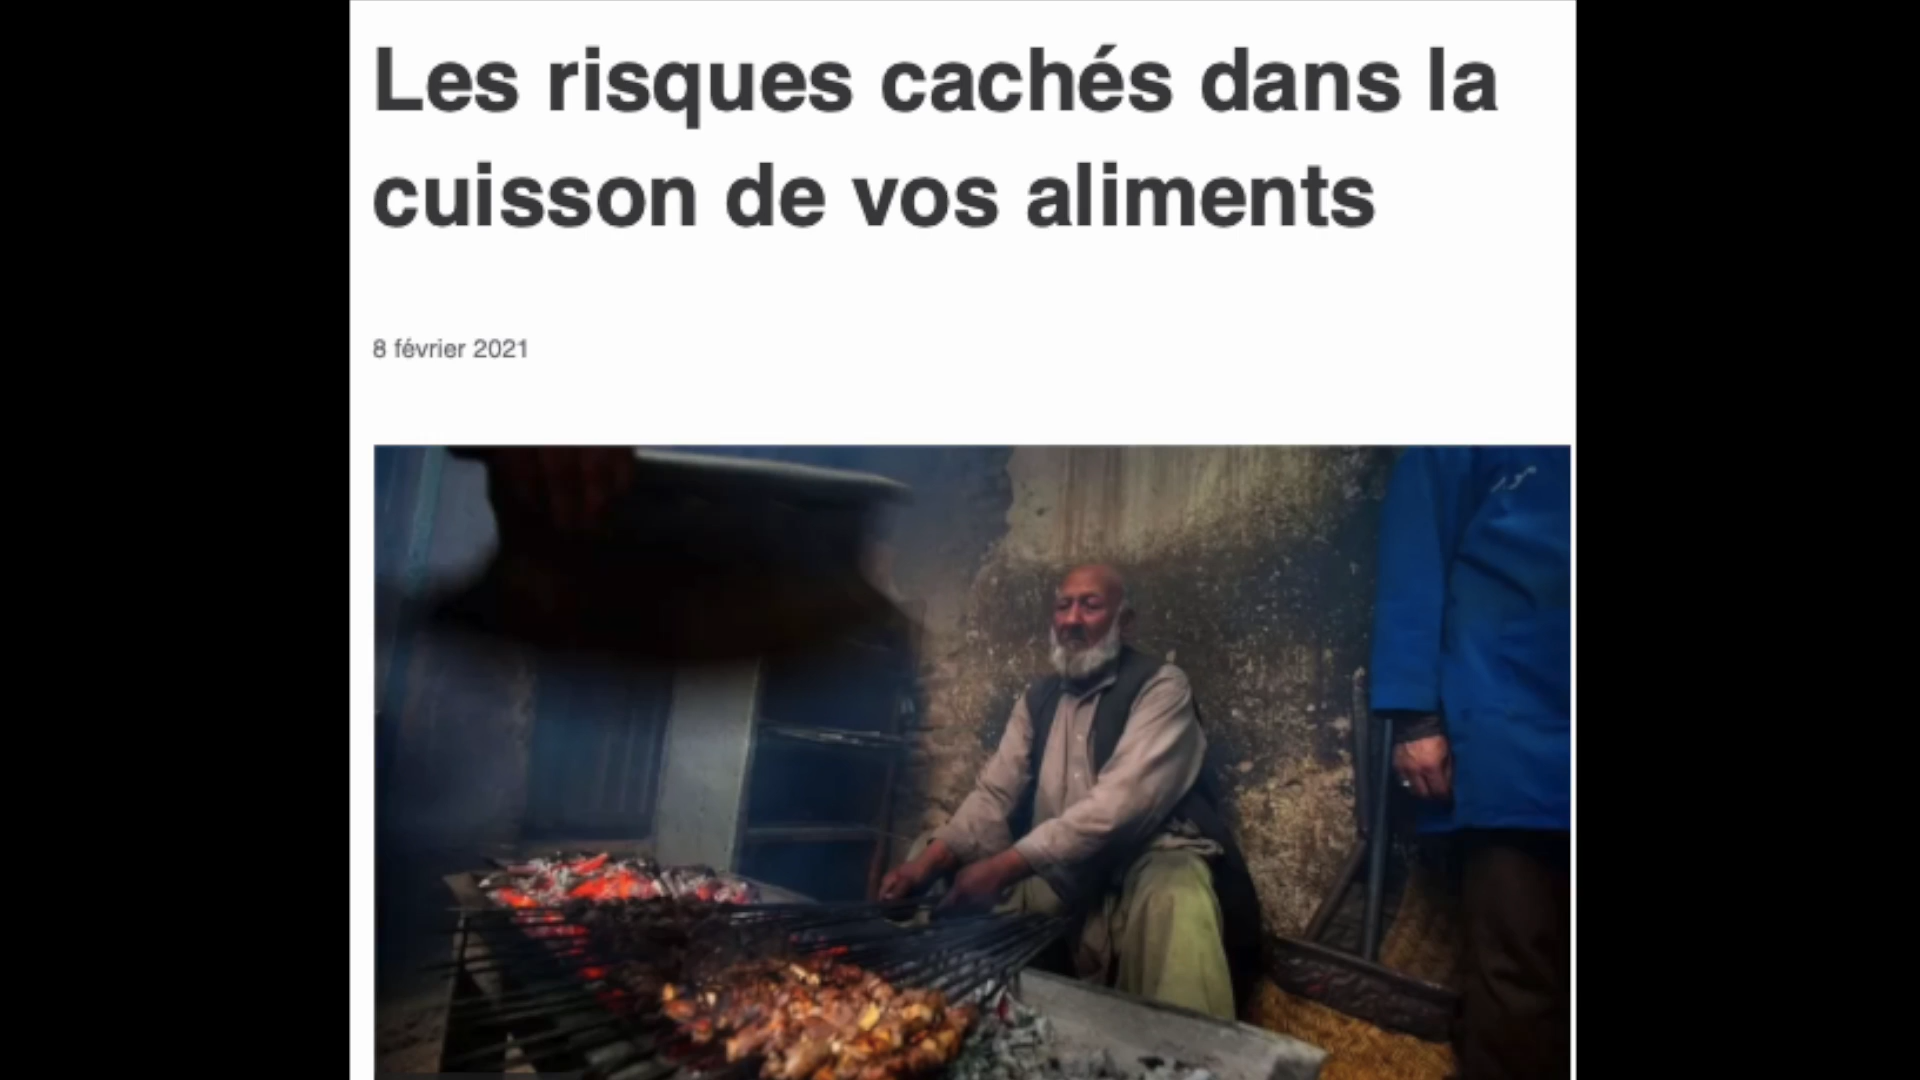 Les risques cachés dans la
cuisson de vos aliments
8 février 2021